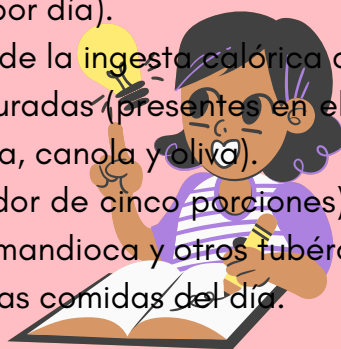 por día).
de la ingesta calórica
uradas (presentes en el
a, canola y oliva).
dor de cinco porciones)
mandioca y otros tubérc
as comidas del día.